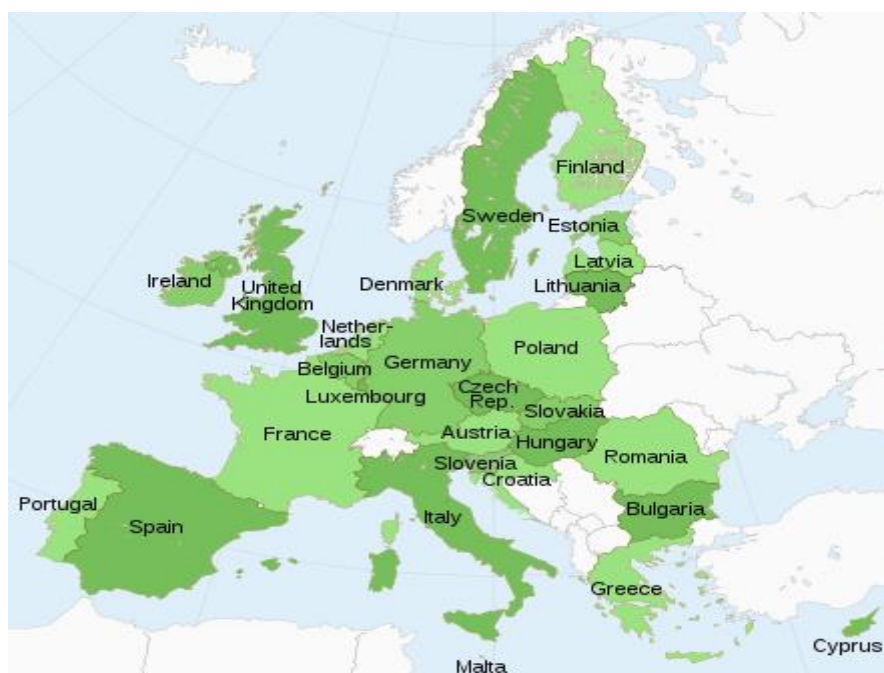 Finland
Sweden
Estonia
Latvia
Lithuania
Ireland
United
Kingdom
Denmark
Nether-
lands
Belgium
Luxembourg
Germany
Poland
Czech
Rep.
Slovakia
France
Austria
Hungary
Slovenia
Croatia
Romania
Portugal
Spain
Italy
Bulgaria
Greece
Cyprus
Malta